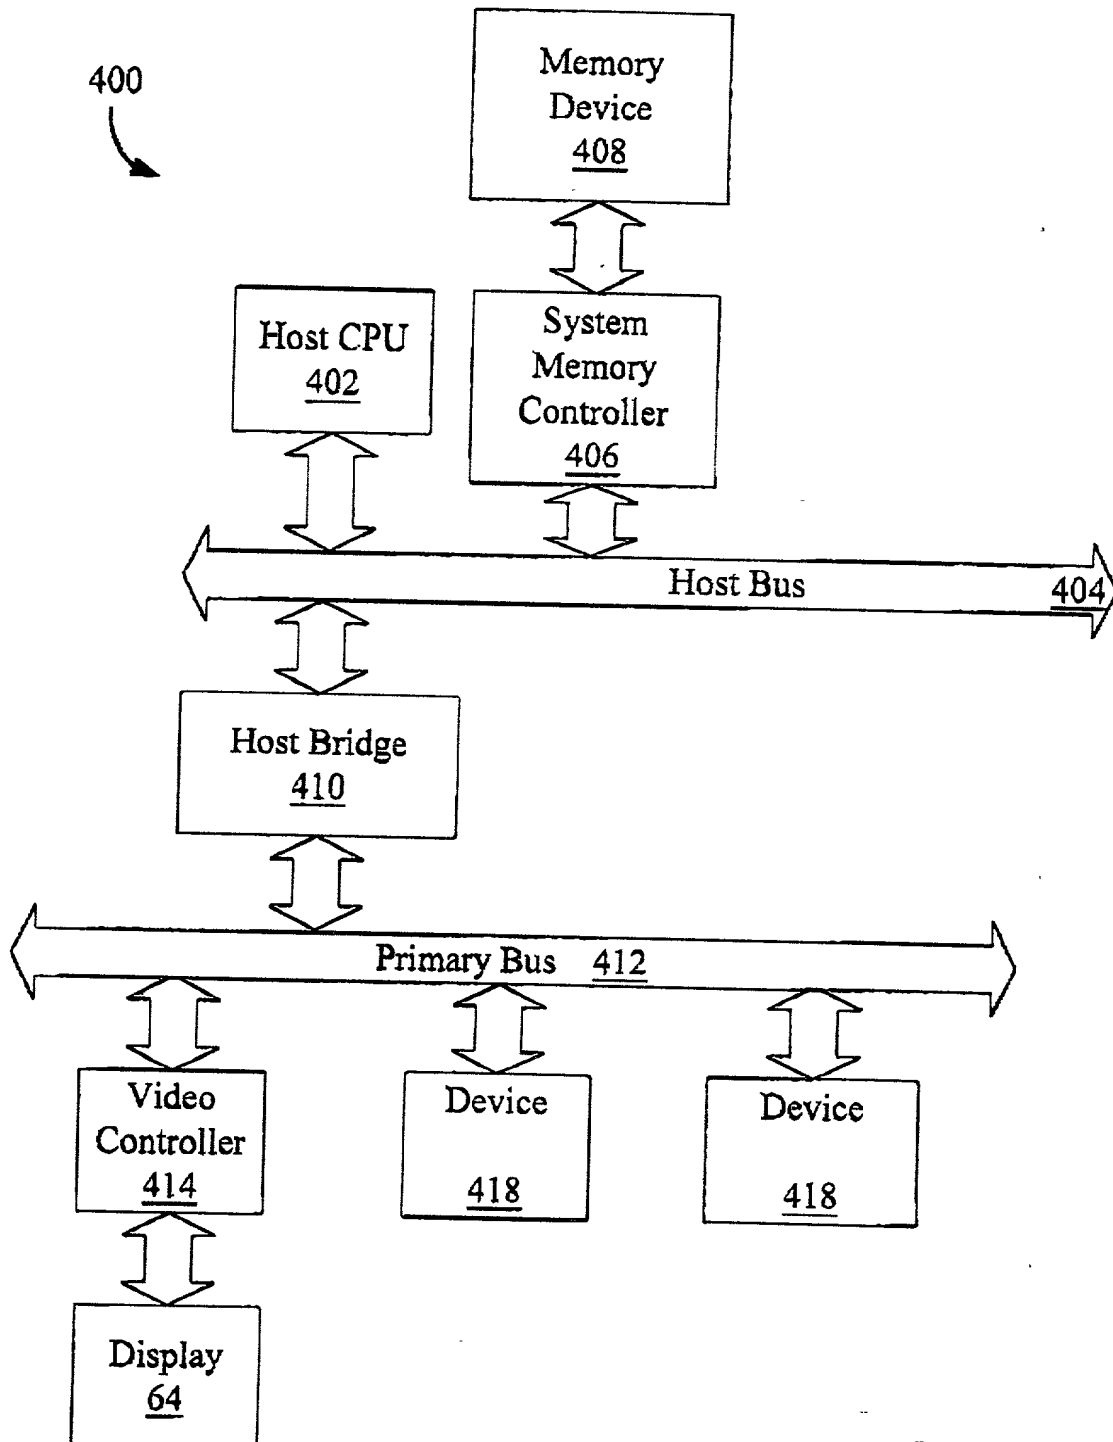 400
Memory
Device
408
Host CPU
402
System
Memory
Controller
406
Host Bus 404
Host Bridge
410
Primary Bus 412
Video
Controller
414
Device
418
Device
418
Display
64